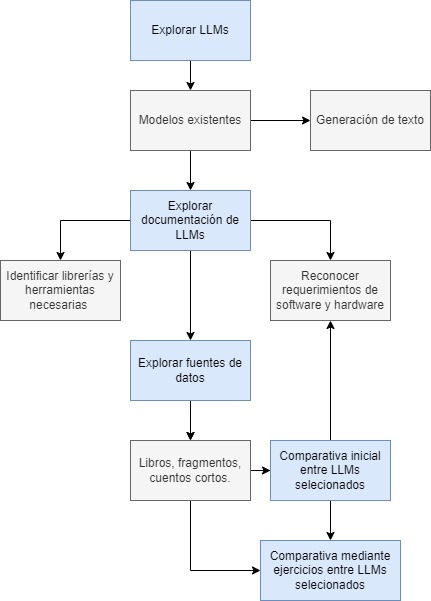 Explorar LLMs
Modelos existentes
Generación de texto
Explorar
documentación de
LLMs
Identificar librerías y
herramientas
necesarias
Reconocer
requerimientos de
software y hardware
Explorar fuentes de
datos
Libros, fragmentos,
cuentos cortos.
Comparativa inicial
entre LLMs
selecionados
Comparativa mediante
ejercicios entre LLMs
selecionados